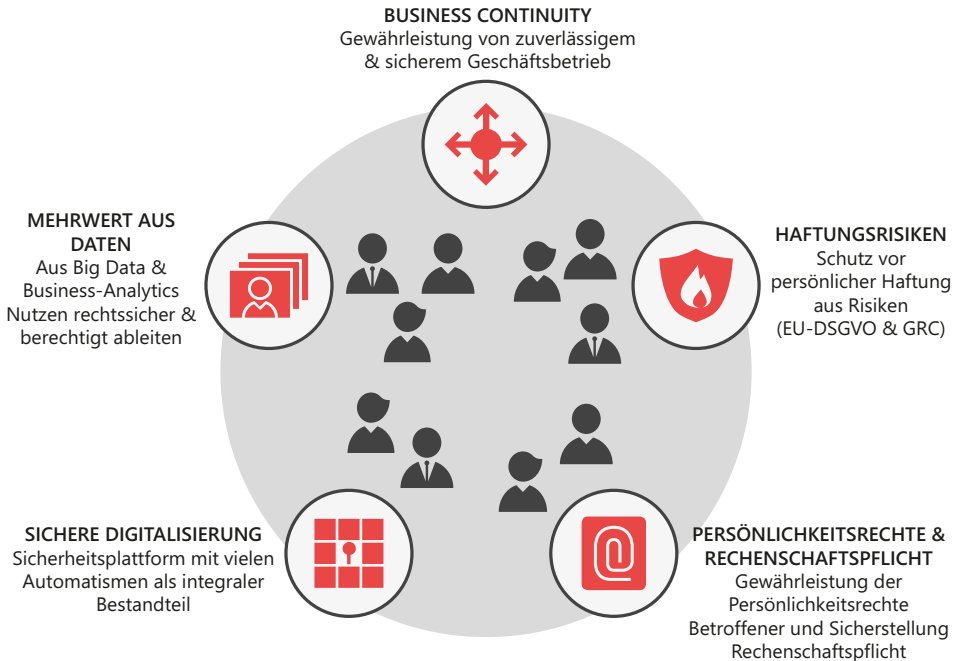 BUSINESS CONTINUITY
Gewährleistung von zuverlässigem
& sicherem Geschäftsbetrieb
MEHRWERT AUS
DATEN
Aus Big Data &
Business-Analytics
Nutzen rechtssicher &
berechtigt ableiten
HAFTUNGSRISIKEN
Schutz vor
persönlicher Haftung
aus Risiken
(EU-DSGVO & GRC)
SICHERE DIGITALISIERUNG
Sicherheitsplattform mit vielen
Automatismen als integraler
Bestandteil
PERSÖNLICHKEITSRECHTE &
RECHENSCHAFTSPFLICHT
Gewährleistung der
Persönlichkeitsrechte
Betroffener und Sicherstellung
Rechenschaftspflicht